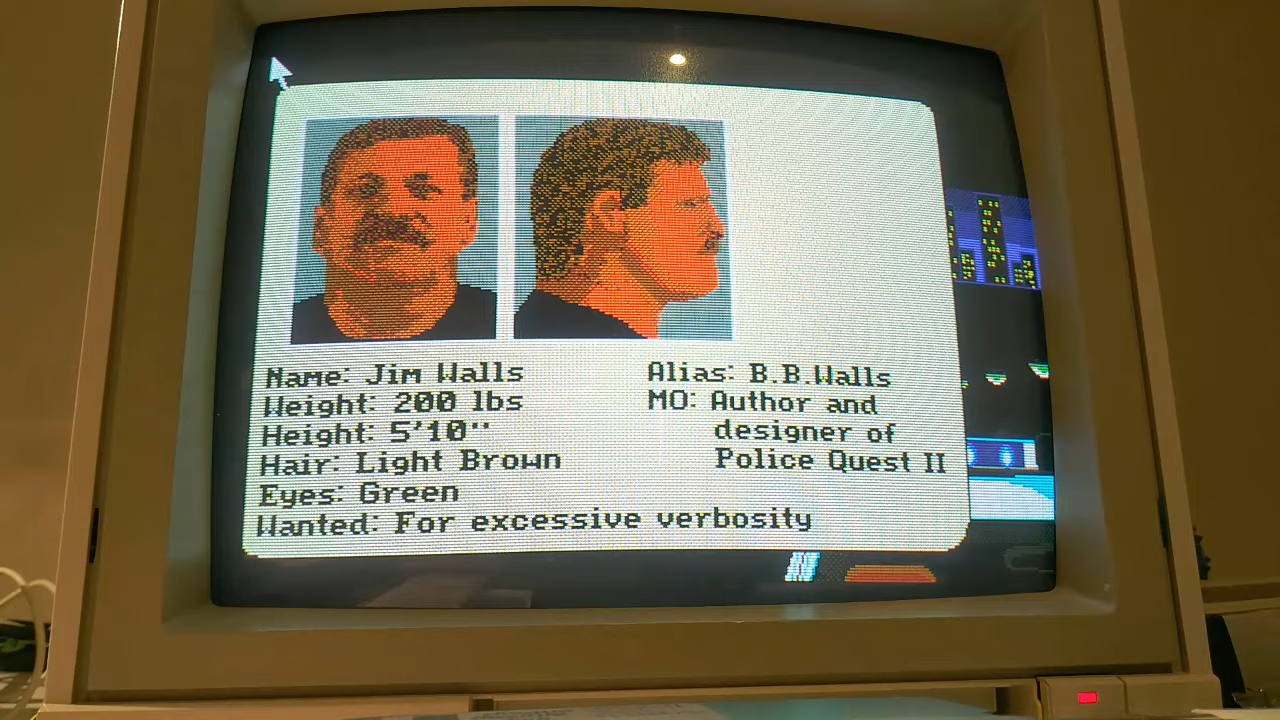 Name: Jim Walls
Weight: 200 lbs
Height: 5'10"
Hair: Light Brown
Eyes: Green
Wanted: For excessive verbosity
Alias: B.B.Walls
MO: Author and
designer of
Police Quest II